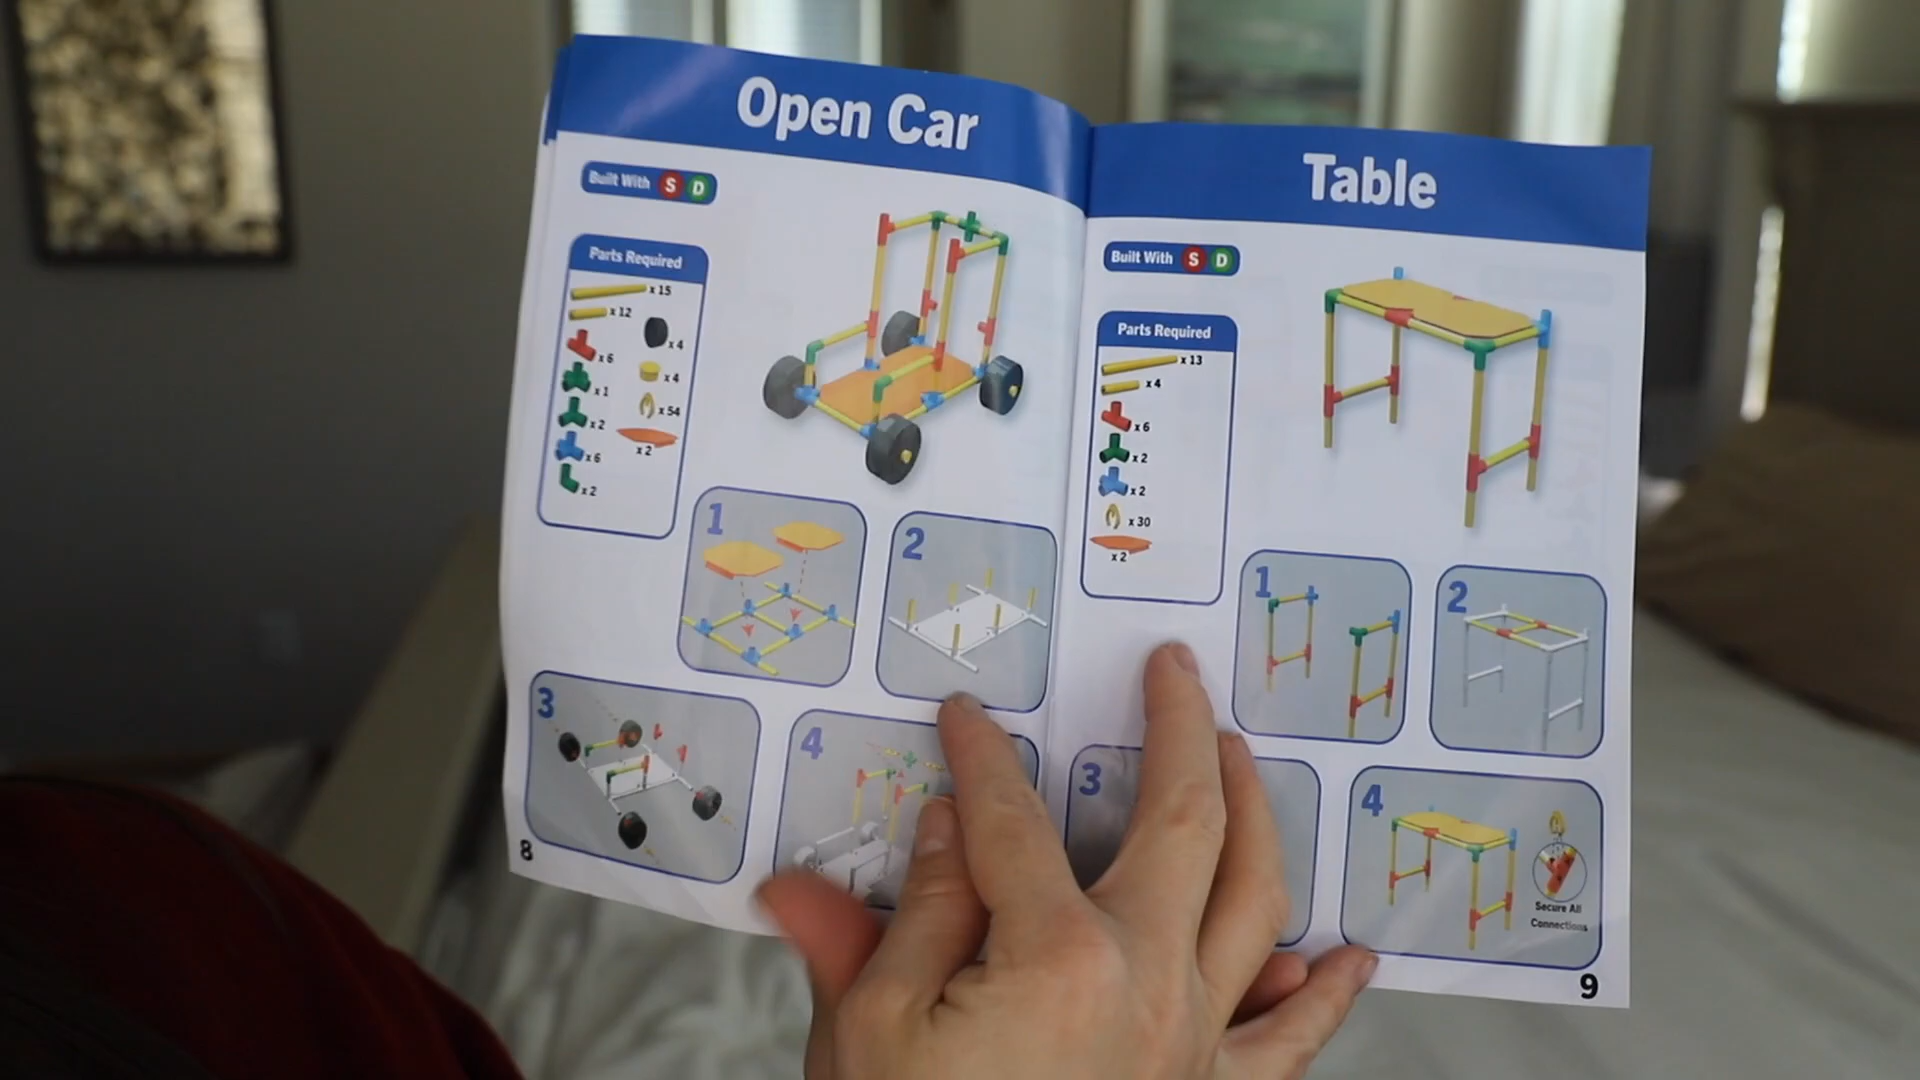 Open Car
Built With S D
Parts Required
x 15
x 12
x 4
x 6
x 4
x 1
x 54
x 2
x 2
x 6
x 2
1
2
3
4
8
Table
Built With S D
Parts Required
x 13
x 4
x 6
x 2
x 2
x 30
x 2
1
2
3
4
Secure All
Connections
9